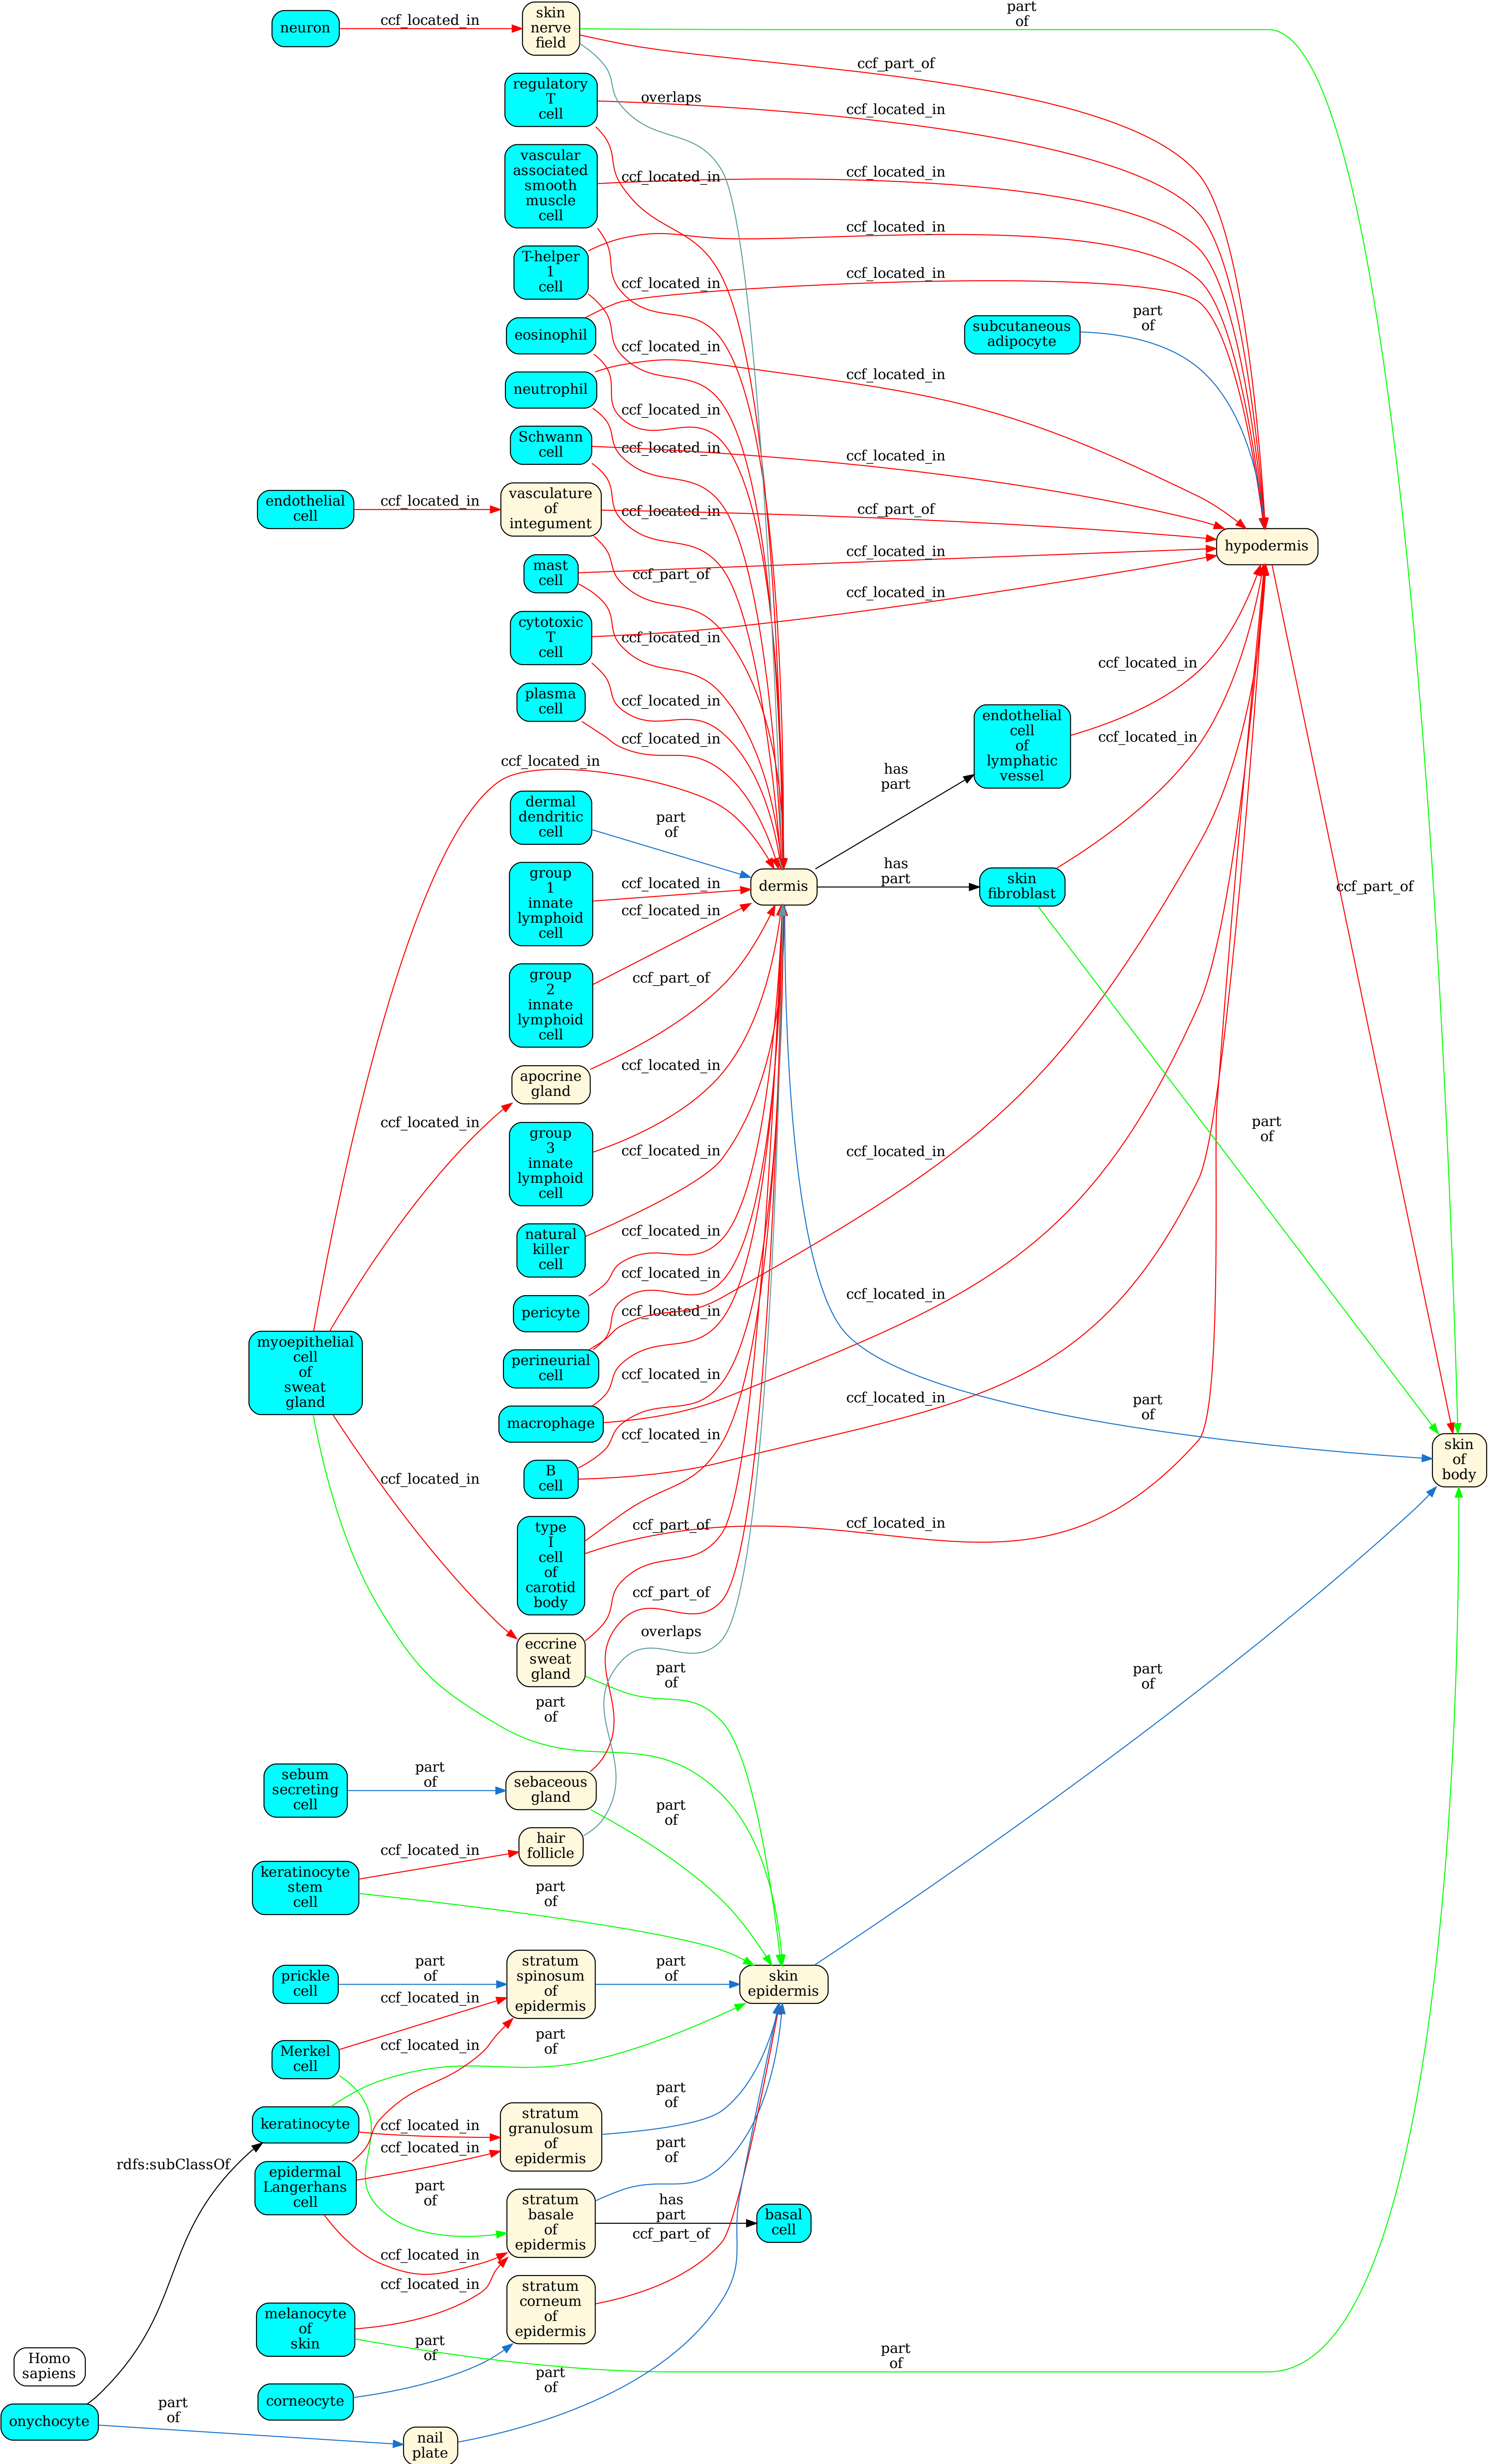 neuron
ccf_located_in
skin
nerve
field
part
of
ccf_part_of
overlaps
regulatory
T
cell
ccf_located_in
ccf_located_in
vascular
associated
smooth
muscle
cell
ccf_located_in
ccf_located_in
T-helper
1
cell
ccf_located_in
ccf_located_in
eosinophil
ccf_located_in
ccf_located_in
subcutaneous
adipocyte
part
of
neutrophil
ccf_located_in
ccf_located_in
Schwann
cell
ccf_located_in
ccf_located_in
endothelial
cell
ccf_located_in
vasculature
of
integument
ccf_part_of
ccf_part_of
hypodermis
mast
cell
ccf_located_in
ccf_located_in
cytotoxic
T
cell
ccf_located_in
ccf_located_in
plasma
cell
ccf_located_in
ccf_located_in
endothelial
cell
of
lymphatic
vessel
ccf_located_in
ccf_located_in
has
part
dermal
dendritic
cell
part
of
dermis
has
part
skin
fibroblast
ccf_part_of
group
1
innate
lymphoid
cell
ccf_located_in
group
2
innate
lymphoid
cell
ccf_located_in
apocrine
gland
ccf_part_of
ccf_located_in
group
3
innate
lymphoid
cell
ccf_located_in
part
of
natural
killer
cell
ccf_located_in
ccf_located_in
pericyte
ccf_located_in
perineurial
cell
ccf_located_in
ccf_located_in
myoepithelial
cell
of
sweat
gland
macrophage
ccf_located_in
ccf_located_in
part
of
B
cell
ccf_located_in
ccf_located_in
skin
of
body
type
I
cell
of
carotid
body
ccf_located_in
ccf_part_of
eccrine
sweat
gland
ccf_part_of
overlaps
part
of
part
of
part
of
sebum
secreting
cell
part
of
sebaceous
gland
part
of
hair
follicle
keratinocyte
stem
cell
ccf_located_in
part
of
prickle
cell
part
of
stratum
spinosum
of
epidermis
part
of
skin
epidermis
Merkel
cell
ccf_located_in
ccf_located_in
part
of
keratinocyte
ccf_located_in
stratum
granulosum
of
epidermis
part
of
rdfs:subClassOf
epidermal
Langerhans
cell
ccf_located_in
part
of
stratum
basale
of
epidermis
part
of
has
part
basal
cell
ccf_part_of
ccf_located_in
ccf_located_in
melanocyte
of
skin
stratum
corneum
of
epidermis
part
of
part
of
Homo
sapiens
corneocyte
part
of
onychocyte
part
of
nail
plate